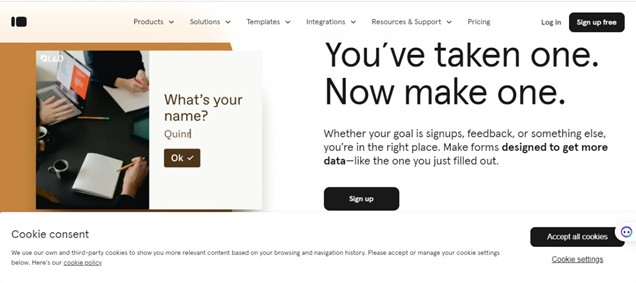 Products Solutions Templates Integrations Resources & Support Pricing Log in Sign up free
L&D
What's your
name?
Quinn
Ok
You've taken one.
Now make one.
Whether your goal is signups, feedback, or something else,
you're in the right place. Make forms designed to get more
data—like the one you just filled out.
Sign up
Cookie consent
We use our own and third-party cookies to show you more relevant content based on your browsing and navigation history. Please accept or manage your cookie settings
below. Here's our cookie policy
Accept all cookies
Cookie settings